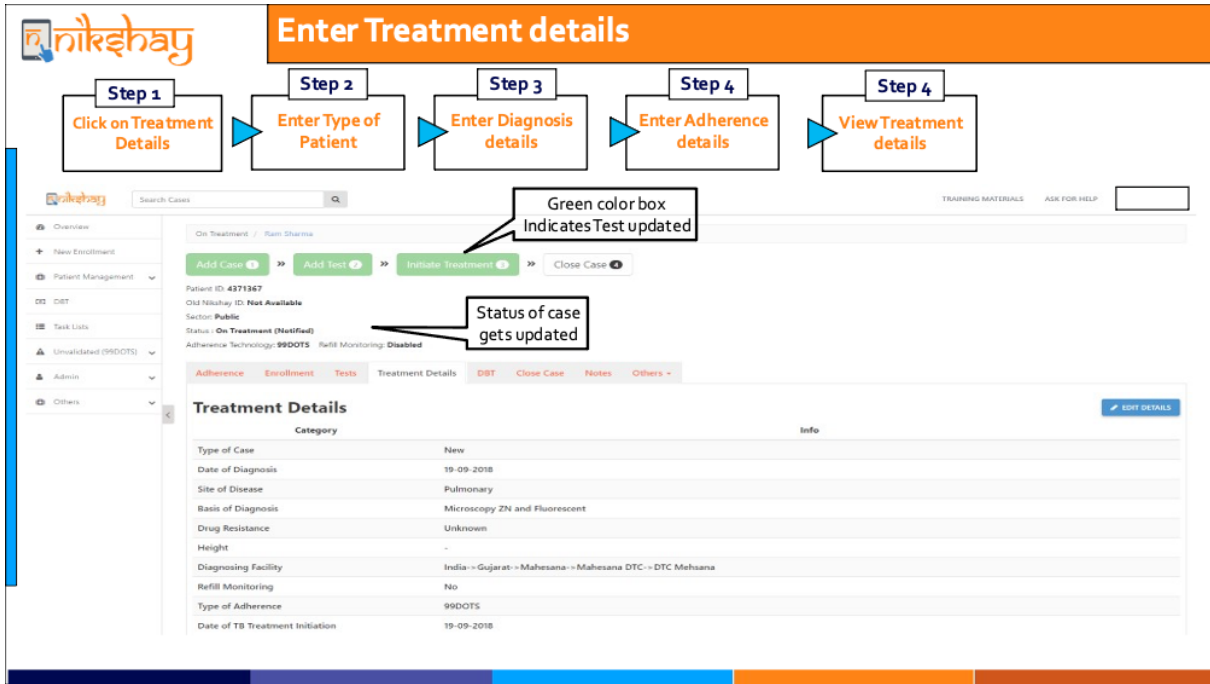 nikshay
Enter Treatment details
Step 1
Click on Treatment
Details
Step 2
Enter Type of
Patient
Step 3
Enter Diagnosis
details
Step 4
Enter Adherence
details
Step 4
View Treatment
details
nikshay
Search Cases
TRAINING MATERIALS ASK FOR HELP
Green color box
Indicates Test updated
Overview
New Enrollment
Patient Management
DBT
Task Lists
Unvalidated (99DOTS)
Admin
Others
On Treatment / Ram Sharma
Add Case 1 » Add Test 2 » Initiate Treatment 3 » Close Case 4
Patient ID: 4371367
Old Nikshay ID: Not Available
Sector: Public
Status : On Treatment (Notified)
Adherence Technology: 99DOTS Refill Monitoring: Disabled
Status of case
gets updated
Adherence Enrollment Tests Treatment Details DBT Close Case Notes Others
Treatment Details
EDIT DETAILS
Category Info
Type of Case New
Date of Diagnosis 19-09-2018
Site of Disease Pulmonary
Basis of Diagnosis Microscopy ZN and Fluorescent
Drug Resistance Unknown
Height -
Diagnosing Facility India->Gujarat->Mahesana->Mahesana DTC->DTC Mehsana
Refill Monitoring No
Type of Adherence 99DOTS
Date of TB Treatment Initiation 19-09-2018